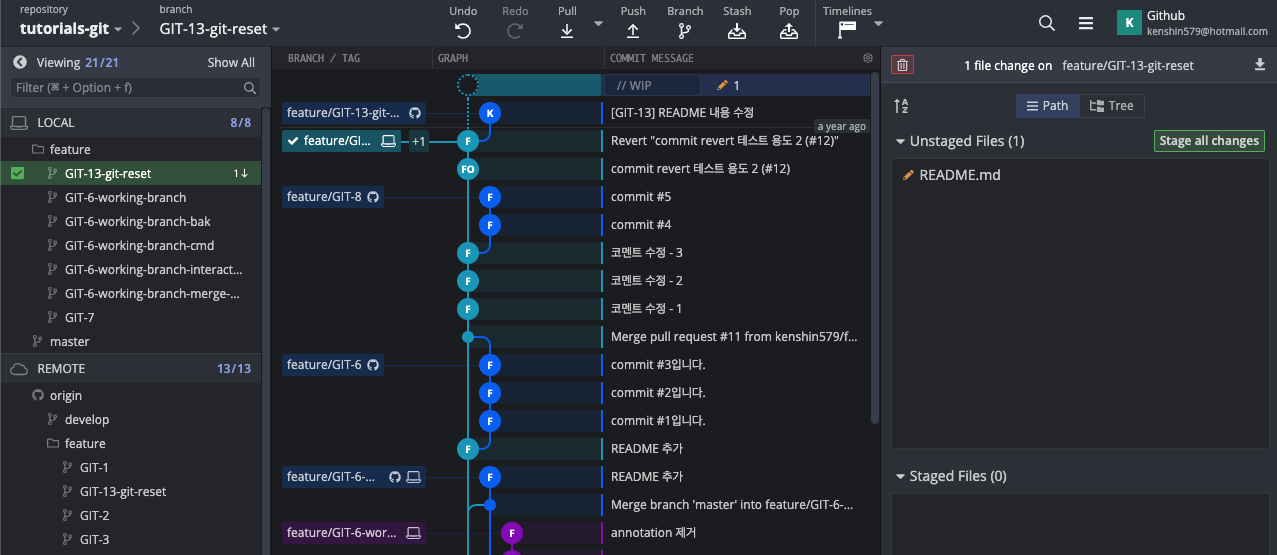 repository
tutorials-git
branch
GIT-13-git-reset
Undo
Redo
Pull
Push
Branch
Stash
Pop
Timelines
K
Github
kenshin579@hotmail.com
Viewing 21/21
Show All
Filter (⌘ + Option + f)
LOCAL
8/8
feature
GIT-13-git-reset
1↓
GIT-6-working-branch
GIT-6-working-branch-bak
GIT-6-working-branch-cmd
GIT-6-working-branch-interact...
GIT-6-working-branch-merge-...
GIT-7
master
REMOTE
13/13
origin
develop
feature
GIT-1
GIT-13-git-reset
GIT-2
GIT-3
BRANCH / TAG
GRAPH
COMMIT MESSAGE
// WIP
1
feature/GIT-13-git-...
K
[GIT-13] README 내용 수정
a year ago
feature/GI...
+1
F
Revert "commit revert 테스트 용도 2 (#12)"
FO
commit revert 테스트 용도 2 (#12)
feature/GIT-8
F
commit #5
F
commit #4
F
코멘트 수정 - 3
F
코멘트 수정 - 2
F
코멘트 수정 - 1
Merge pull request #11 from kenshin579/f...
feature/GIT-6
F
commit #3입니다.
F
commit #2입니다.
F
commit #1입니다.
F
README 추가
feature/GIT-6-...
F
README 추가
Merge branch 'master' into feature/GIT-6-...
feature/GIT-6-wor...
F
annotation 제거
1 file change on feature/GIT-13-git-reset
A
Z
Path
Tree
Unstaged Files (1)
Stage all changes
README.md
Staged Files (0)